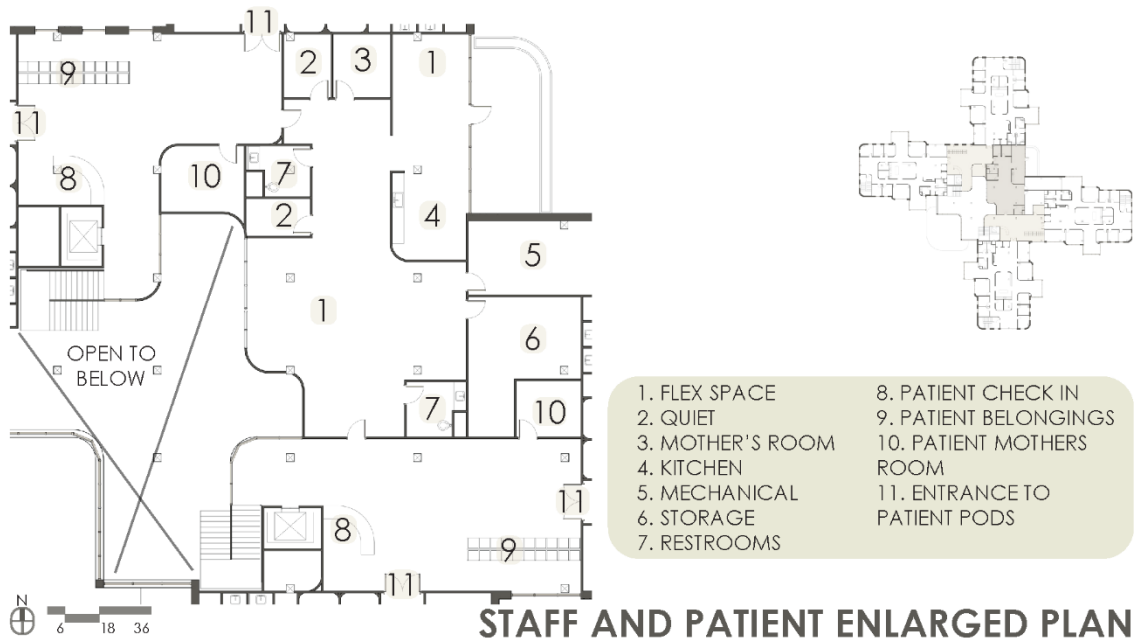 11
2
3
1
9
11
8
10
7
2
4
5
1
6
OPEN TO
BELOW
7
10
11
8
9
11
1. FLEX SPACE
2. QUIET
3. MOTHER'S ROOM
4. KITCHEN
5. MECHANICAL
6. STORAGE
7. RESTROOMS
8. PATIENT CHECK IN
9. PATIENT BELONGINGS
10. PATIENT MOTHERS
ROOM
11. ENTRANCE TO
PATIENT PODS
N
6 18 36
STAFF AND PATIENT ENLARGED PLAN